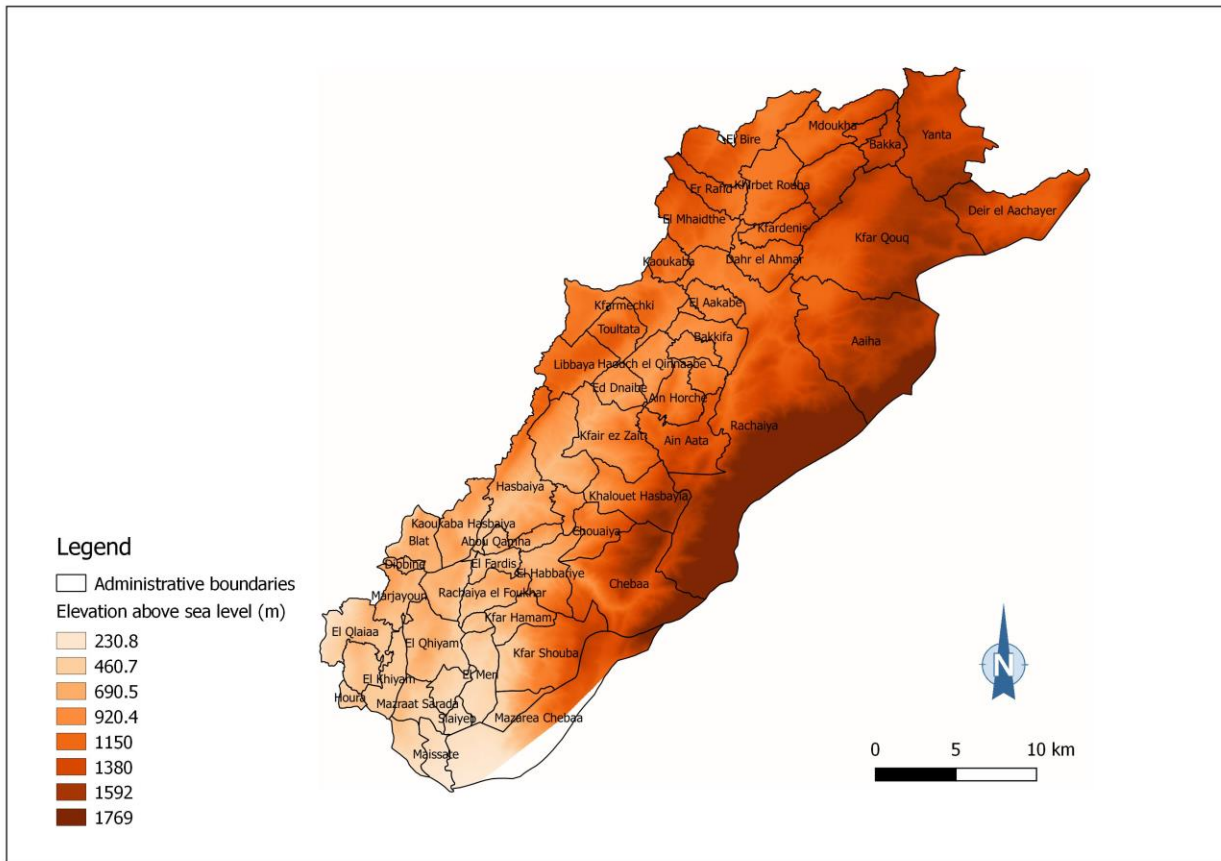 Yanta
Mdoukha
El Bire
Bakka
Khirbet Rouha
Er Rafid
Deir el Aachayer
El Mhaidthe
Kfardenis
Kfar Qouq
Dahr el Ahmar
Kaoukaba
El Aakabe
Kfarmechki
Toultata
Bakkifa
Aaiha
Libbaya
Haouch el Qinnaabe
Ed Dnaibe
Ain Horche
Rachaiya
Kfair ez Zait
Ain Aata
Hasbaiya
Khalouet Hasbayia
Kaoukaba Hasbaiya
Chouaiya
Blat
Abou Qamha
Dibbine
El Fardis
El Habbariye
Chebaa
Marjayoun
Rachaiya el Foukhar
Kfar Hamam
El Qlaiaa
El Qhiyam
Kfar Shouba
El Meri
El Khiyam
Houra
Mazraat Sarada
Slaiyeb
Mazarea Chebaa
Maissate
Legend
Administrative boundaries
Elevation above sea level (m)
230.8
460.7
690.5
920.4
1150
1380
1592
1769
N
0 5 10 km